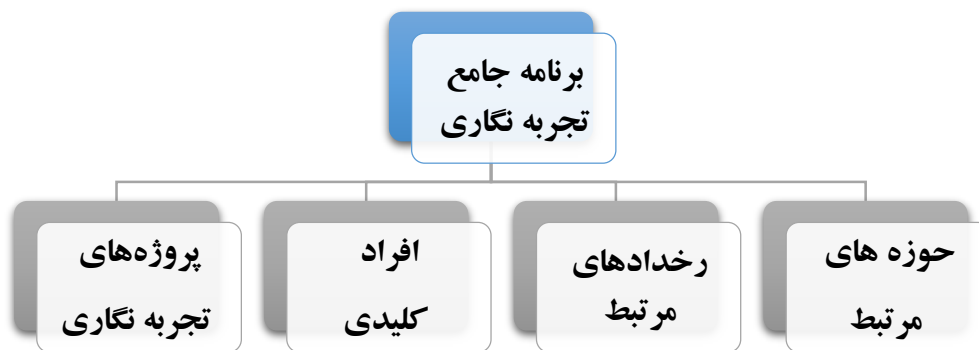 برنامه جامع
تجربه نگاری
حوزه های
مرتبط
رخدادهای
مرتبط
افراد
کلیدی
پروژه‌های
تجربه نگاری